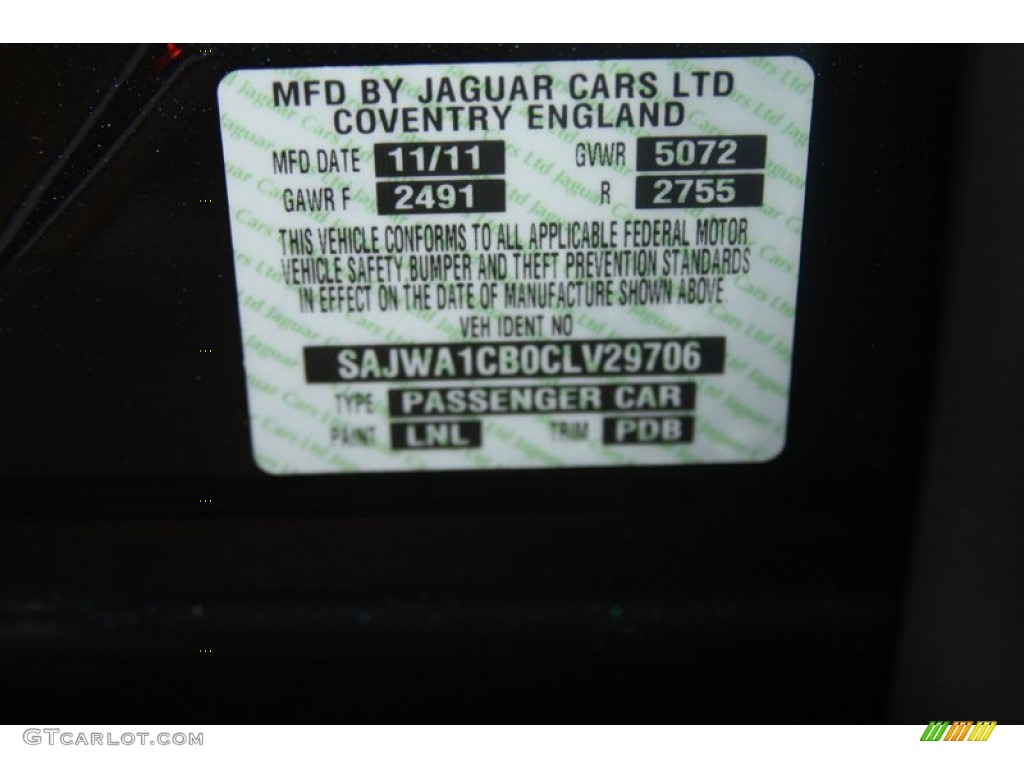 MFD BY JAGUAR CARS LTD
COVENTRY ENGLAND
MFD DATE 11/11 GVWR 5072
GAWR F 2491 R 2755
THIS VEHICLE CONFORMS TO ALL APPLICABLE FEDERAL MOTOR
VEHICLE SAFETY, BUMPER AND THEFT PREVENTION STANDARDS
IN EFFECT ON THE DATE OF MANUFACTURE SHOWN ABOVE
VEH IDENT NO
SAJWA1CB0CLV29706
TYPE PASSENGER CAR
PAINT LNL TRIM PDB
GTCARLOT.COM